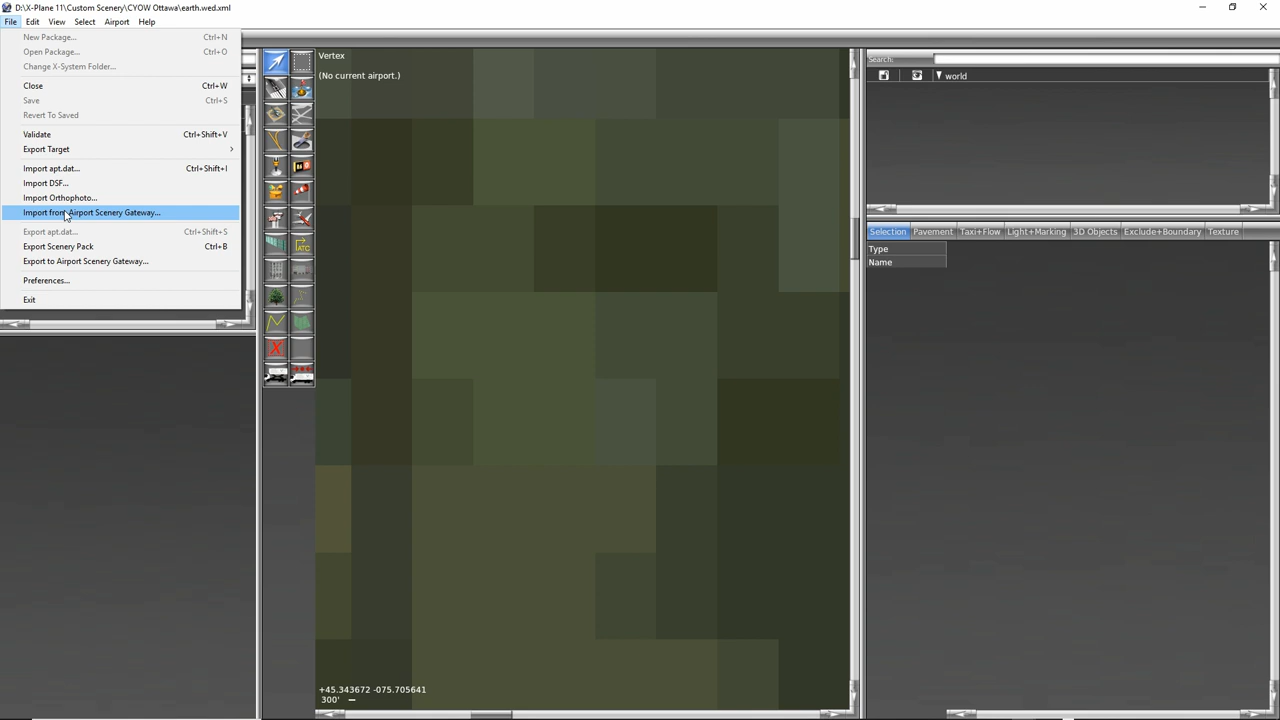 D:\X-Plane 11\Custom Scenery\CYOW Ottawa\earth.wed.xml
File Edit View Select Airport Help
New Package... Ctrl+N
Open Package... Ctrl+O
Change X-System Folder...
Close Ctrl+W
Save Ctrl+S
Revert To Saved
Validate Ctrl+Shift+V
Export Target
Import apt.dat... Ctrl+Shift+I
Import DSF...
Import Orthophoto...
Import from Airport Scenery Gateway...
Export apt.dat... Ctrl+Shift+S
Export Scenery Pack Ctrl+B
Export to Airport Scenery Gateway...
Preferences...
Exit
ATC
Vertex
(No current airport.)
+45.343672 -075.705641
300'
Search:
world
Selection Pavement Taxi+Flow Light+Marking 3D Objects Exclude+Boundary Texture
Type
Name